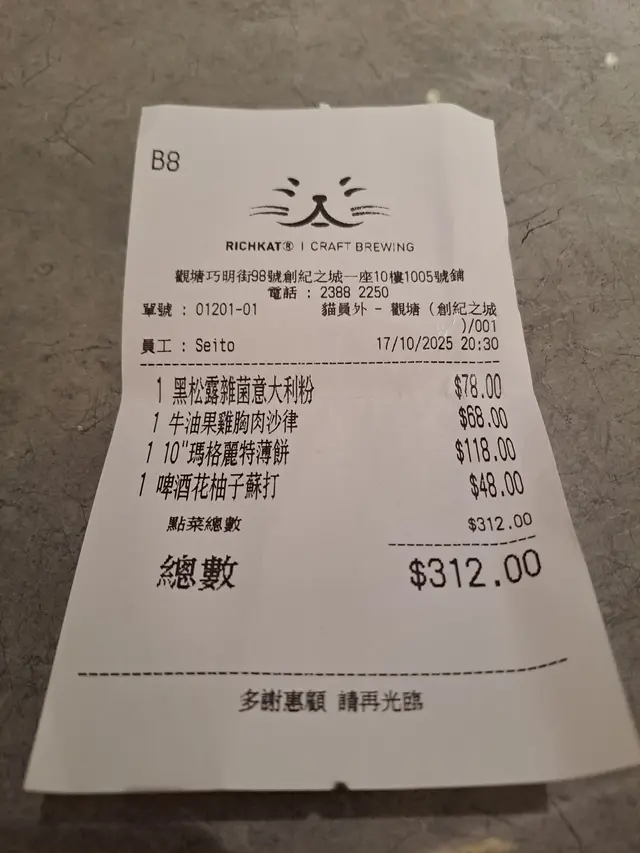 B8
RICHKAT® | CRAFT BREWING
觀塘巧明街98號創紀之城一座10樓1005號鋪
電話 : 2388 2250
單號 : 01201-01 貓員外 - 觀塘 (創紀之城
)/001
員工 : Seito 17/10/2025 20:30
1 黑松露雜菌意大利粉 $78.00
1 牛油果雞胸肉沙律 $68.00
1 10"瑪格麗特薄餅 $118.00
1 啤酒花柚子蘇打 $48.00
點菜總數 $312.00
總數 $312.00
多謝惠顧 請再光臨